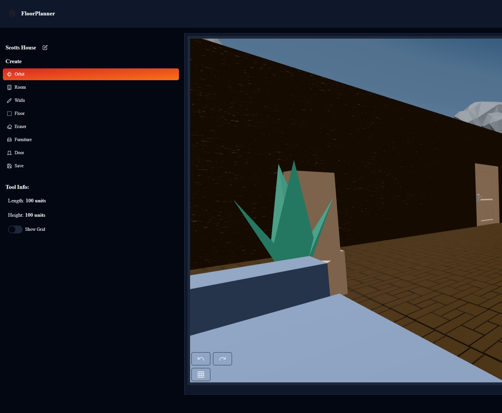 FloorPlanner
Scotts House
Create
Orbit
Room
Walls
Floor
Eraser
Furniture
Door
Save
Tool Info:
Length: 100 units
Height: 100 units
Show Grid